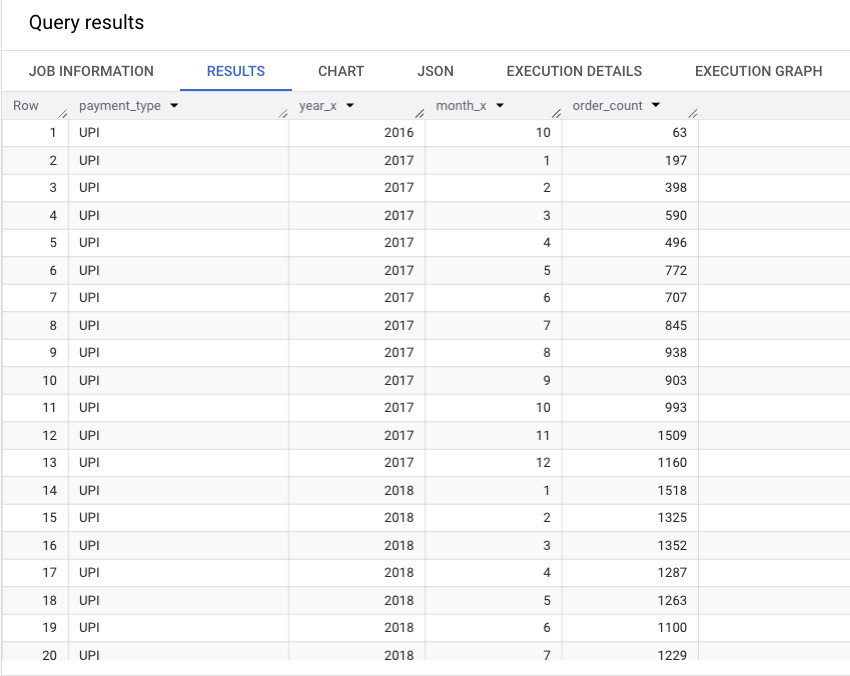 Query results
JOB INFORMATION RESULTS CHART JSON EXECUTION DETAILS EXECUTION GRAPH
Row payment_type year_x month_x order_count
1 UPI 2016 10 63
2 UPI 2017 1 197
3 UPI 2017 2 398
4 UPI 2017 3 590
5 UPI 2017 4 496
6 UPI 2017 5 772
7 UPI 2017 6 707
8 UPI 2017 7 845
9 UPI 2017 8 938
10 UPI 2017 9 903
11 UPI 2017 10 993
12 UPI 2017 11 1509
13 UPI 2017 12 1160
14 UPI 2018 1 1518
15 UPI 2018 2 1325
16 UPI 2018 3 1352
17 UPI 2018 4 1287
18 UPI 2018 5 1263
19 UPI 2018 6 1100
20 UPI 2018 7 1229